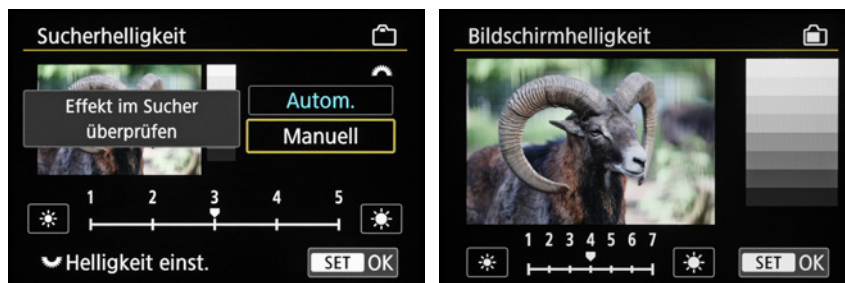 Sucherhelligkeit
Effekt im Sucher
überprüfen
Autom.
Manuell
1 2 3 4 5
Helligkeit einst.
SET OK
Bildschirmhelligkeit
1 2 3 4 5 6 7
SET OK